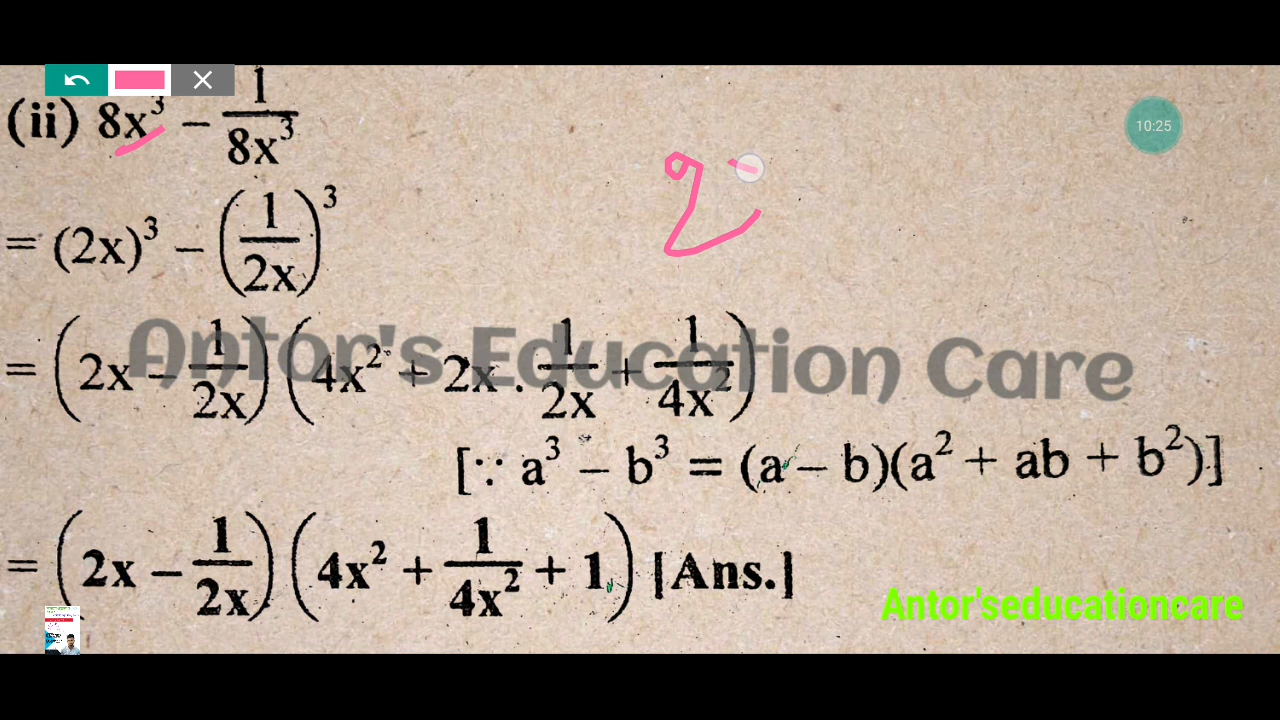 (ii) 8x³ − 1/8x³
10:25
2
= (2x)³ − (1/2x)³
= (2x − 1/2x)(4x² + 2x . 1/2x + 1/4x²)
Antor's Education Care
[∵ a³ − b³ = (a − b)(a² + ab + b²)]
= (2x − 1/2x)(4x² + 1/4x² + 1) [Ans.]
Antor'seducationcare